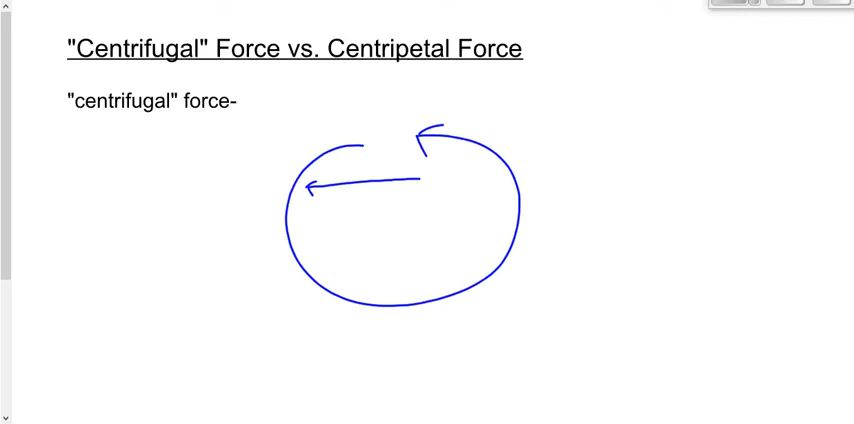 "Centrifugal" Force vs. Centripetal Force
"centrifugal" force-